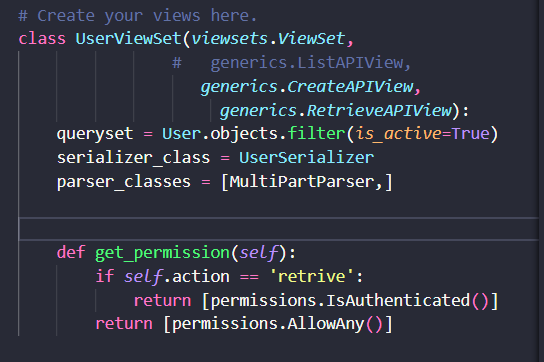 # Create your views here.
class UserViewSet(viewsets.ViewSet,
#   generics.ListAPIView,
generics.CreateAPIView,
generics.RetrieveAPIView):
queryset = User.objects.filter(is_active=True)
serializer_class = UserSerializer
parser_classes = [MultiPartParser,]
def get_permission(self):
if self.action == 'retrive':
return [permissions.IsAuthenticated()]
return [permissions.AllowAny()]